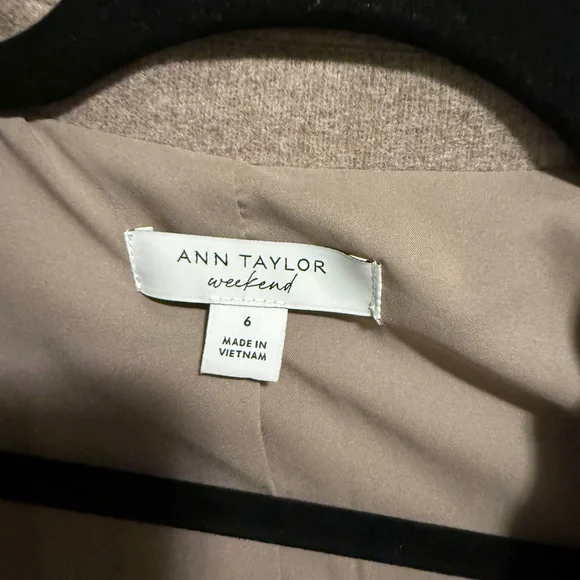 ANN TAYLOR
weekend
6
MADE IN
VIETNAM